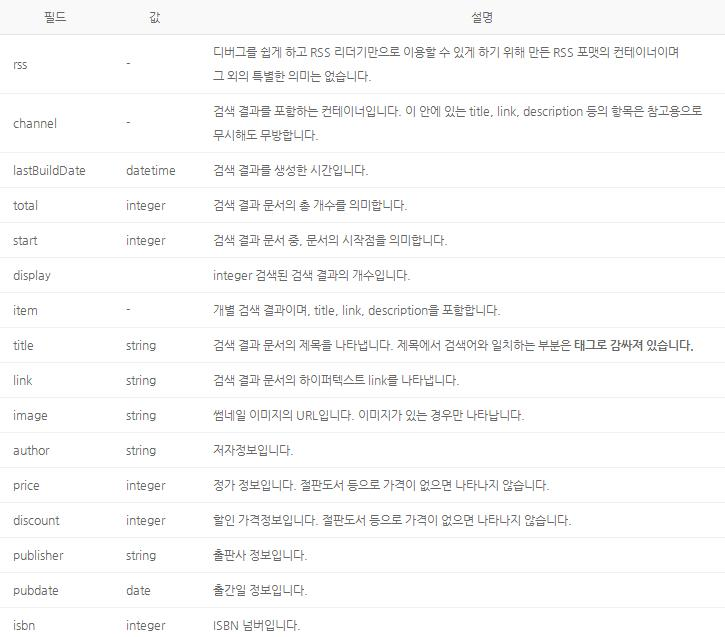 필드 값 설명
rss - 디버그를 쉽게 하고 RSS 리더기만으로 이용할 수 있게 하기 위해 만든 RSS 포맷의 컨테이너이며
그 외의 특별한 의미는 없습니다.
channel - 검색 결과를 포함하는 컨테이너입니다. 이 안에 있는 title, link, description 등의 항목은 참고용으로
무시해도 무방합니다.
lastBuildDate datetime 검색 결과를 생성한 시간입니다.
total integer 검색 결과 문서의 총 개수를 의미합니다.
start integer 검색 결과 문서 중, 문서의 시작점을 의미합니다.
display integer 검색된 검색 결과의 개수입니다.
item - 개별 검색 결과이며, title, link, description을 포함합니다.
title string 검색 결과 문서의 제목을 나타냅니다. 제목에서 검색어와 일치하는 부분은 태그로 감싸져 있습니다.
link string 검색 결과 문서의 하이퍼텍스트 link를 나타냅니다.
image string 썸네일 이미지의 URL입니다. 이미지가 있는 경우만 나타납니다.
author string 저자정보입니다.
price integer 정가 정보입니다. 절판도서 등으로 가격이 없으면 나타나지 않습니다.
discount integer 할인 가격정보입니다. 절판도서 등으로 가격이 없으면 나타나지 않습니다.
publisher string 출판사 정보입니다.
pubdate date 출간일 정보입니다.
isbn integer ISBN 넘버입니다.